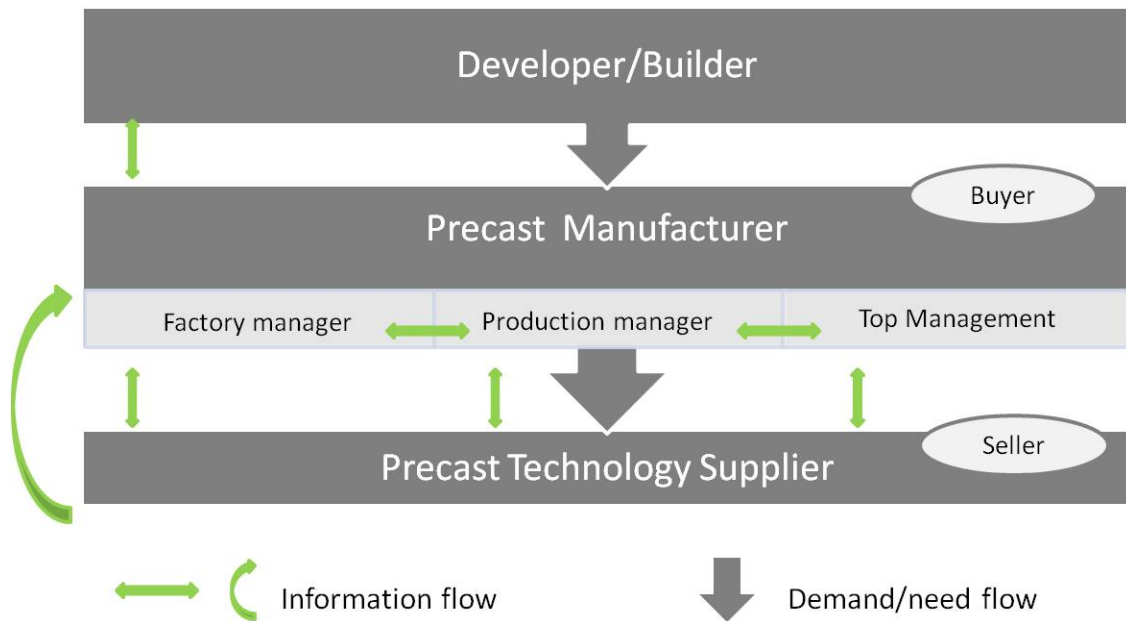 Developer/Builder
Buyer
Precast Manufacturer
Factory manager
Production manager
Top Management
Seller
Precast Technology Supplier
Information flow
Demand/need flow